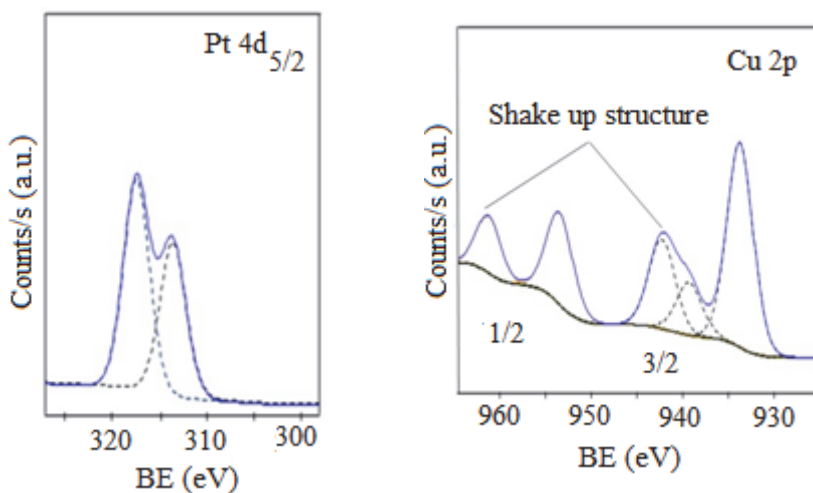 Pt 4d5/2
Counts/s (a.u.)
320 310 300
BE (eV)
Cu 2p
Shake up structure
Counts/s (a.u.)
1/2
3/2
960 950 940 930
BE (eV)